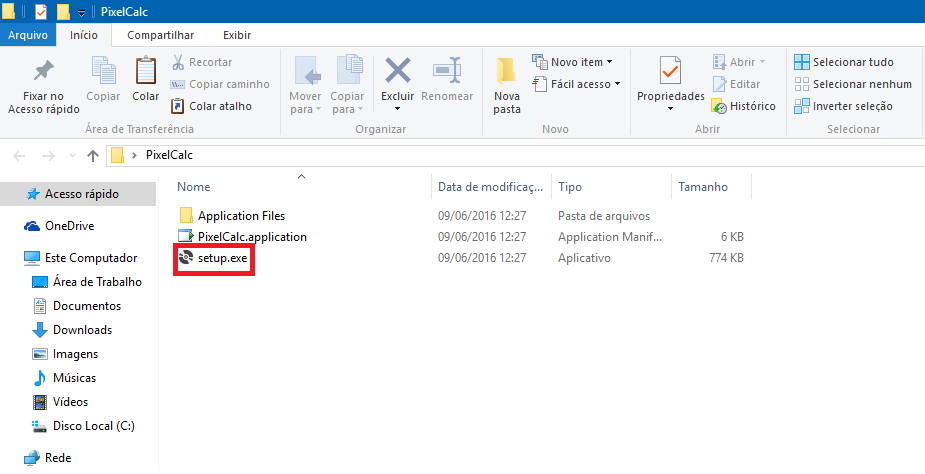 PixelCalc
Arquivo Início Compartilhar Exibir
Fixar no
Acesso rápido
Copiar
Colar
Recortar
Copiar caminho
Colar atalho
Área de Transferência
Mover
para
Copiar
para
Excluir
Renomear
Organizar
Nova
pasta
Novo item
Fácil acesso
Novo
Propriedades
Abrir
Editar
Histórico
Abrir
Selecionar tudo
Selecionar nenhum
Inverter seleção
Selecionar
PixelCalc
Acesso rápido
OneDrive
Este Computador
Área de Trabalho
Documentos
Downloads
Imagens
Músicas
Vídeos
Disco Local (C:)
Rede
Nome Data de modificaç... Tipo Tamanho
Application Files 09/06/2016 12:27 Pasta de arquivos
PixelCalc.application 09/06/2016 12:27 Application Manif... 6 KB
setup.exe 09/06/2016 12:27 Aplicativo 774 KB